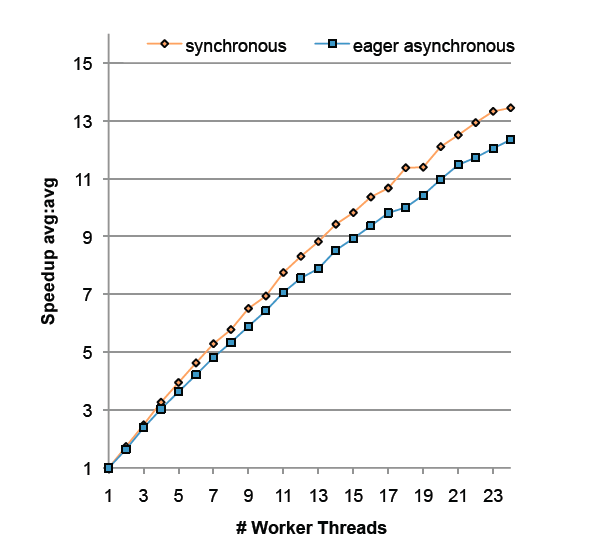 synchronous eager asynchronous
15
13
11
9
7
5
3
1
Speedup avg:avg
1 3 5 7 9 11 13 15 17 19 21 23
# Worker Threads